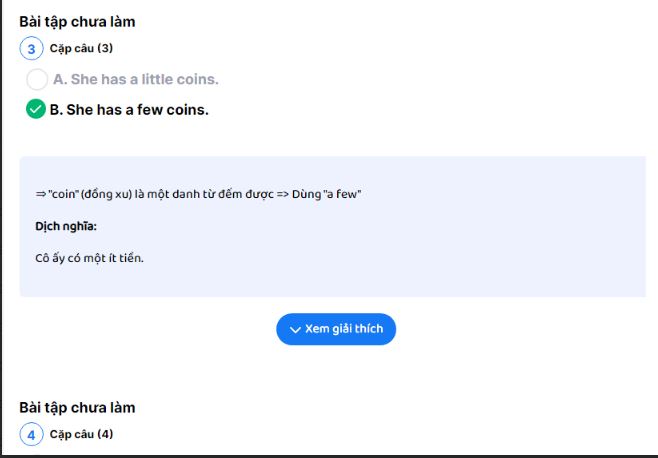 Bài tập chưa làm
3 Cặp câu (3)
A. She has a little coins.
B. She has a few coins.
⇒ "coin" (đồng xu) là một danh từ đếm được => Dùng "a few"
Dịch nghĩa:
Cô ấy có một ít tiền.
Xem giải thích
Bài tập chưa làm
4 Cặp câu (4)